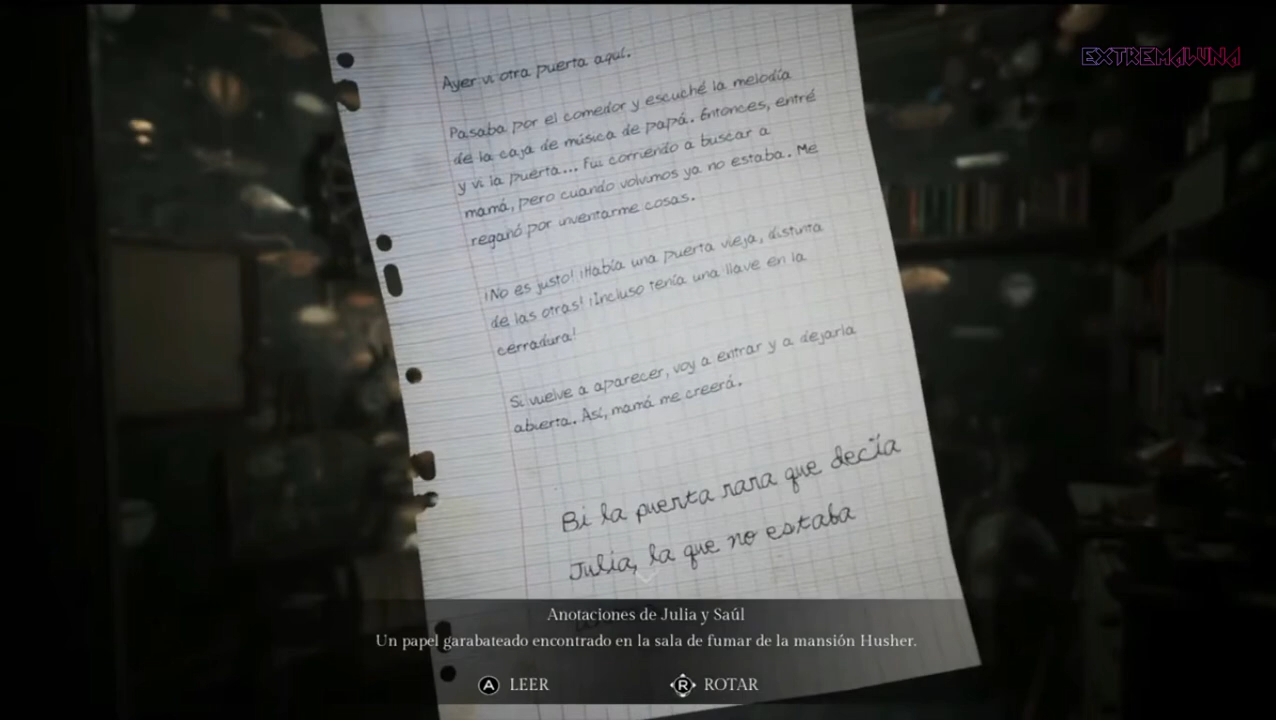 EXTREMALUNA
Ayer vi otra puerta aquí.
Pasaba por el comedor y escuché la melodía
de la caja de música de papá. Entonces, entré
y vi la puerta... Fui corriendo a buscar a
mamá, pero cuando volvimos ya no estaba. Me
regañó por inventarme cosas.
¡No es justo! ¡Había una puerta vieja, distinta
de las otras! ¡Incluso tenía una llave en la
cerradura!
Si vuelve a aparecer, voy a entrar y a dejarla
abierta. Así, mamá me creerá.
Bi la puerta rara que decía
Julia, la que no estaba
Anotaciones de Julia y Saúl
Un papel garabateado encontrado en la sala de fumar de la mansión Husher.
A LEER
R ROTAR